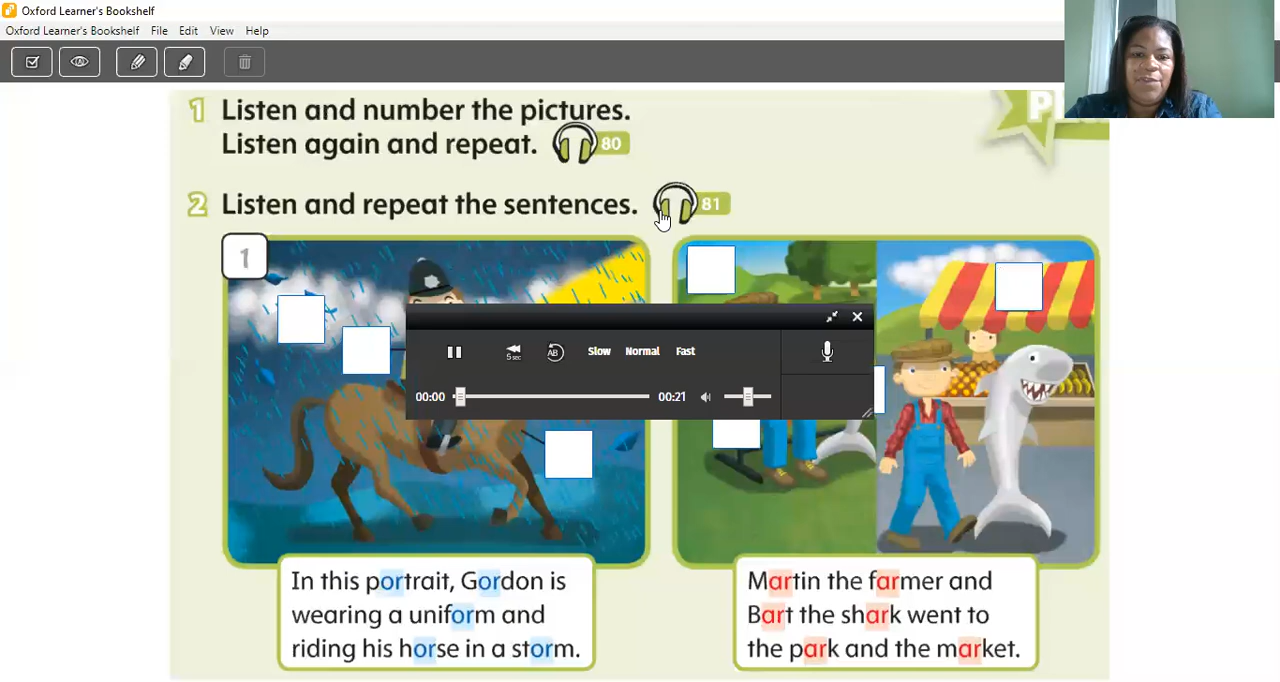 Oxford Learner's Bookshelf
Oxford Learner's Bookshelf File Edit View Help
1 Listen and number the pictures.
Listen again and repeat. 80
2 Listen and repeat the sentences. 81
1
5 sec AB Slow Normal Fast
00:00 00:21
In this portrait, Gordon is
wearing a uniform and
riding his horse in a storm.
Martin the farmer and
Bart the shark went to
the park and the market.